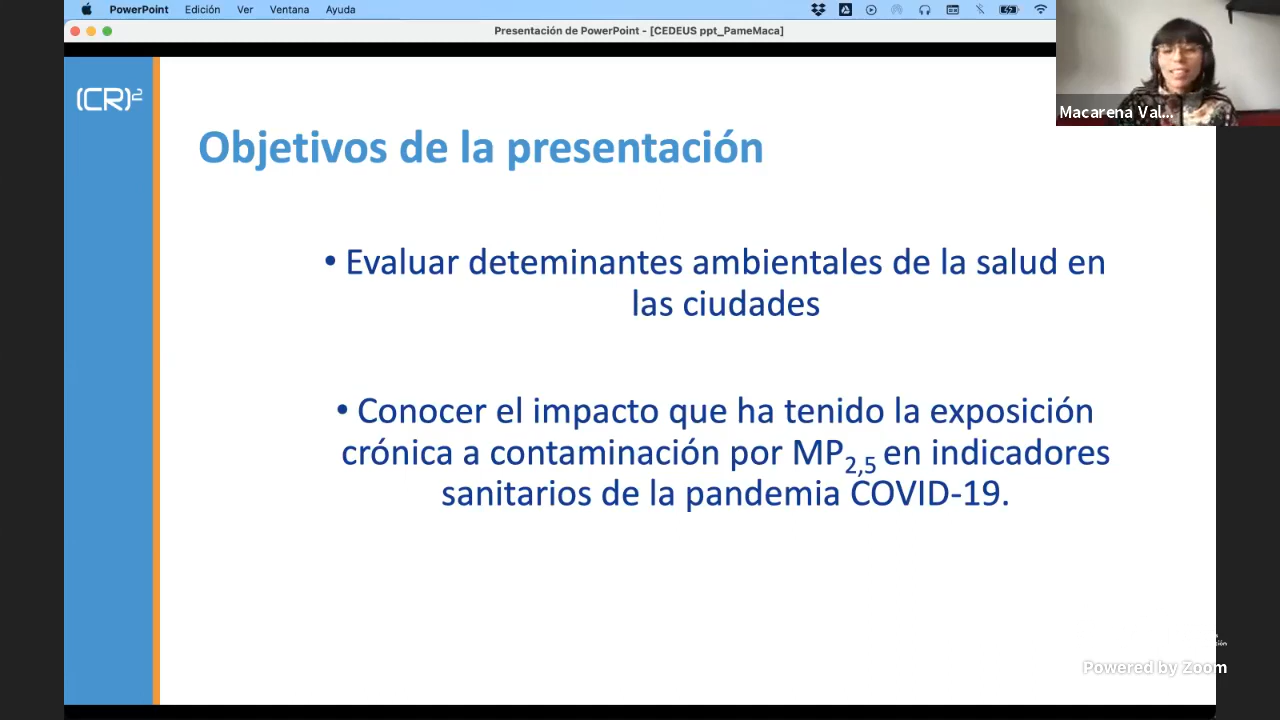 PowerPoint Edición Ver Ventana Ayuda
Presentación de PowerPoint - [CEDEUS ppt_PameMaca]
Macarena Val...
(CR)2
Objetivos de la presentación
• Evaluar deteminantes ambientales de la salud en
las ciudades
• Conocer el impacto que ha tenido la exposición
crónica a contaminación por MP2,5 en indicadores
sanitarios de la pandemia COVID-19.
Powered by Zoom